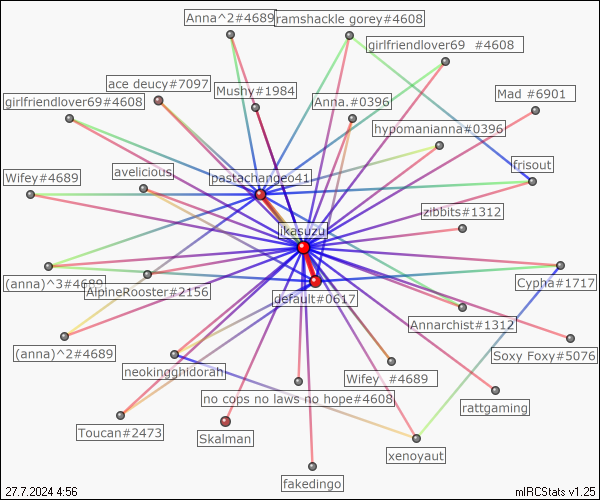 Anna^2#4689
ramshackle gorey#4608
girlfriendlover69 #4608
ace deucy#7097
Mushy#1984
Mad #6901
girlfriendlover69#4608
Anna.#0396
hypomanianna#0396
frisout
avelicious
pastachangeo41
Wifey#4689
zibbits#1312
ikasuzu
(anna)^3#4689
AlpineRooster#2156
Cypha#1717
default#0617
Annarchist#1312
(anna)^2#4689
Soxy Foxy#5076
neokingghidorah
Wifey #4689
no cops no laws no hope#4608
rattgaming
Toucan#2473
Skalman
xenoyaut
fakedingo
27.7.2024 4:56
mIRCStats v1.25